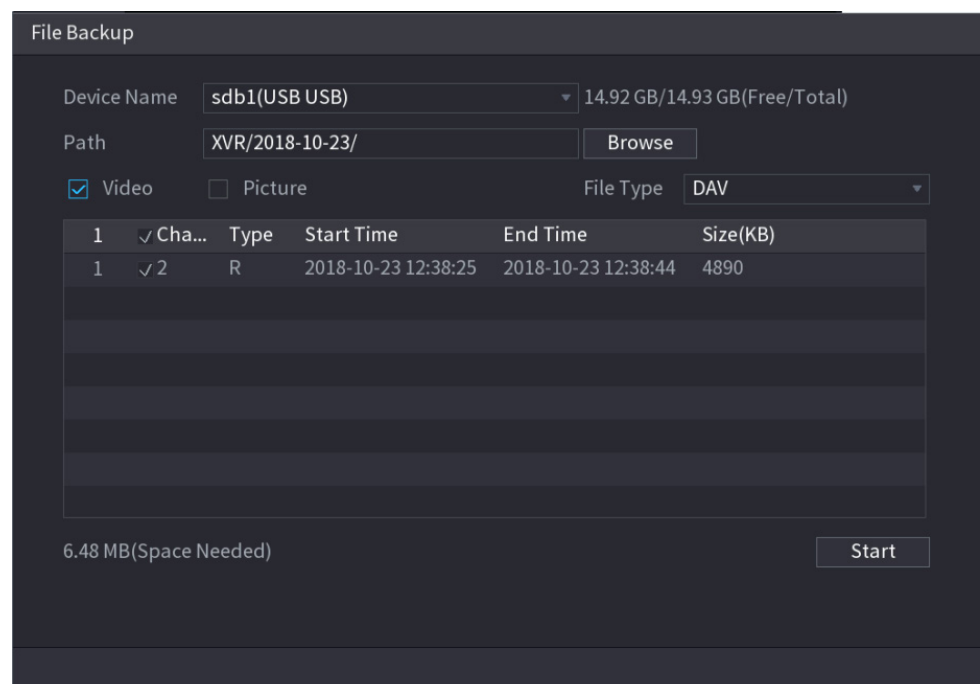 File Backup
Device Name sdb1(USB USB) 14.92 GB/14.93 GB(Free/Total)
Path XVR/2018-10-23/ Browse
Video Picture File Type DAV
1 Cha... Type Start Time End Time Size(KB)
1 2 R 2018-10-23 12:38:25 2018-10-23 12:38:44 4890
6.48 MB(Space Needed) Start